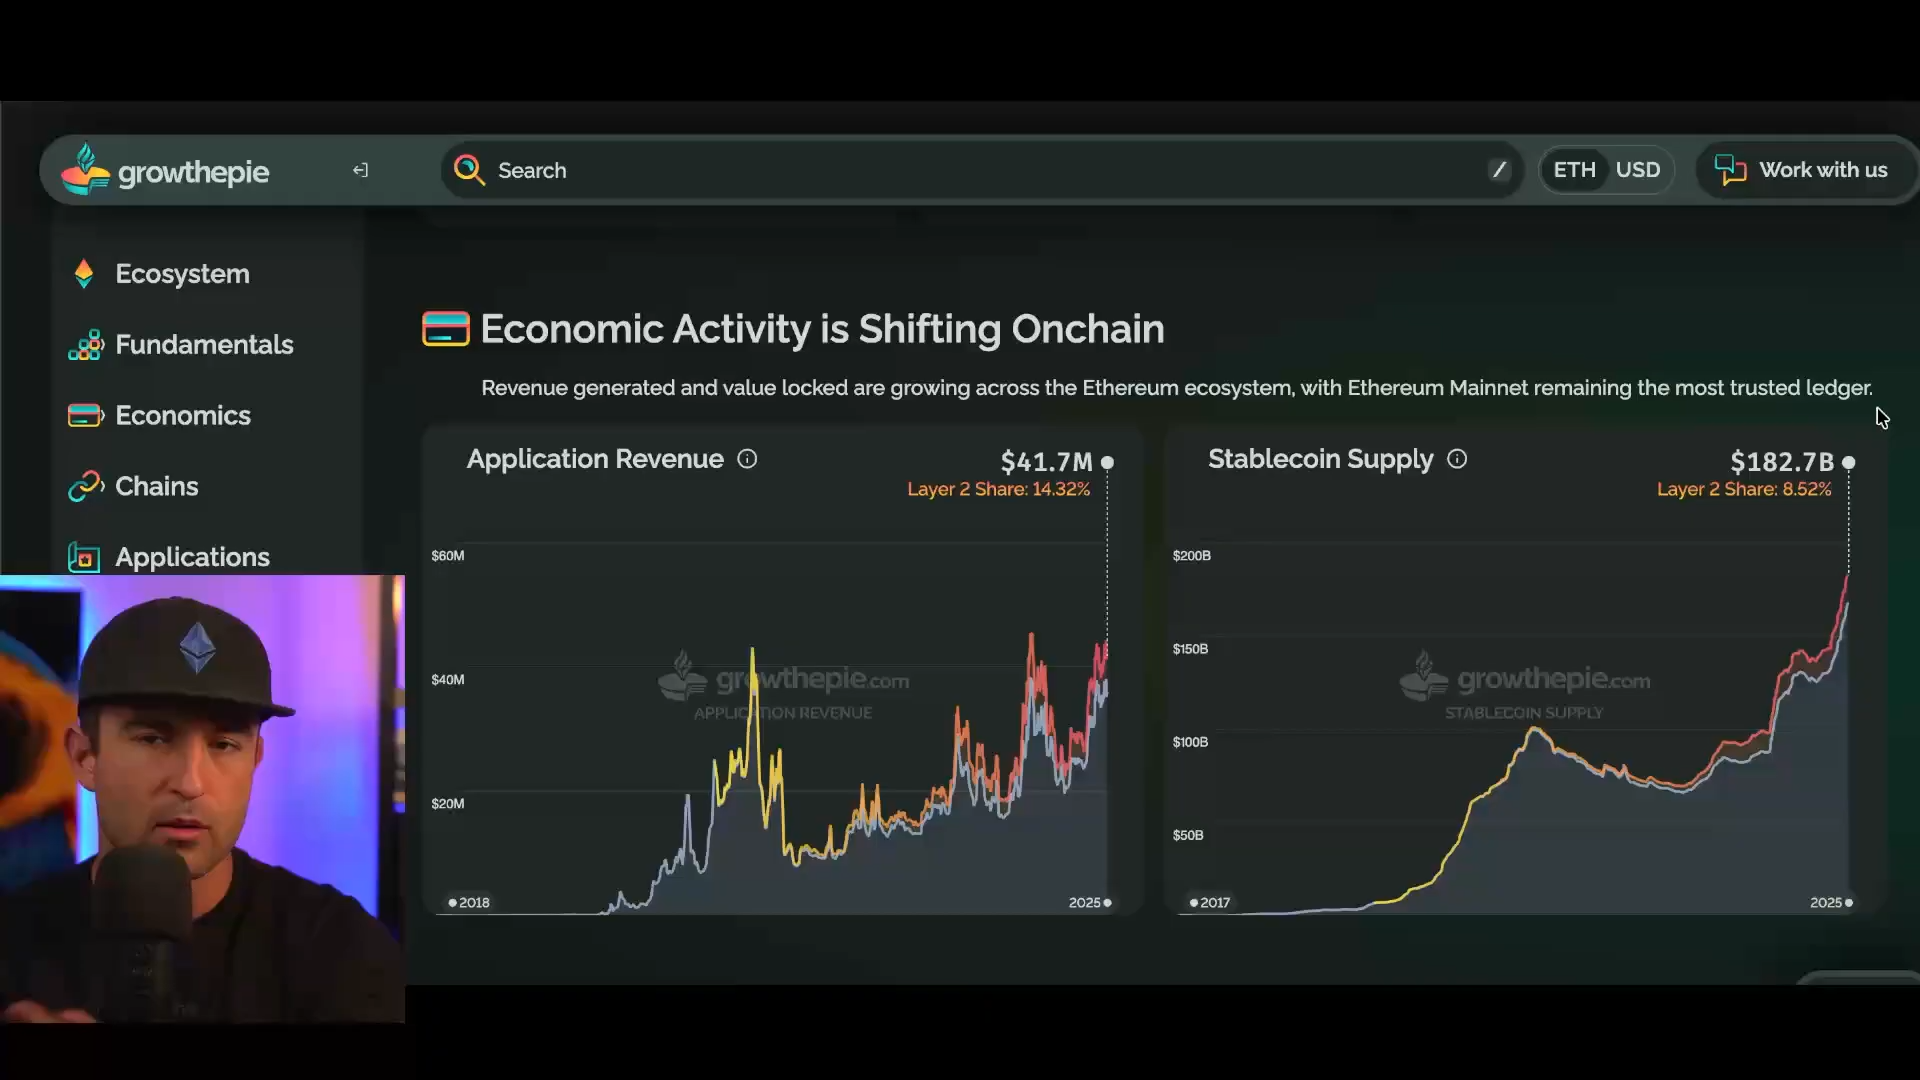 growthepie
Search
/
ETH USD
Work with us
Ecosystem
Fundamentals
Economics
Chains
Applications
Economic Activity is Shifting Onchain
Revenue generated and value locked are growing across the Ethereum ecosystem, with Ethereum Mainnet remaining the most trusted ledger.
Application Revenue
$41.7M
Layer 2 Share: 14.32%
$60M
$40M
$20M
growthepie.com
APPLICATION REVENUE
2018
2025
Stablecoin Supply
$182.7B
Layer 2 Share: 8.52%
$200B
$150B
$100B
$50B
growthepie.com
STABLECOIN SUPPLY
2017
2025